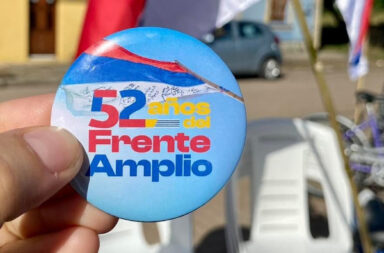 52 años
del
Frente
Amplio